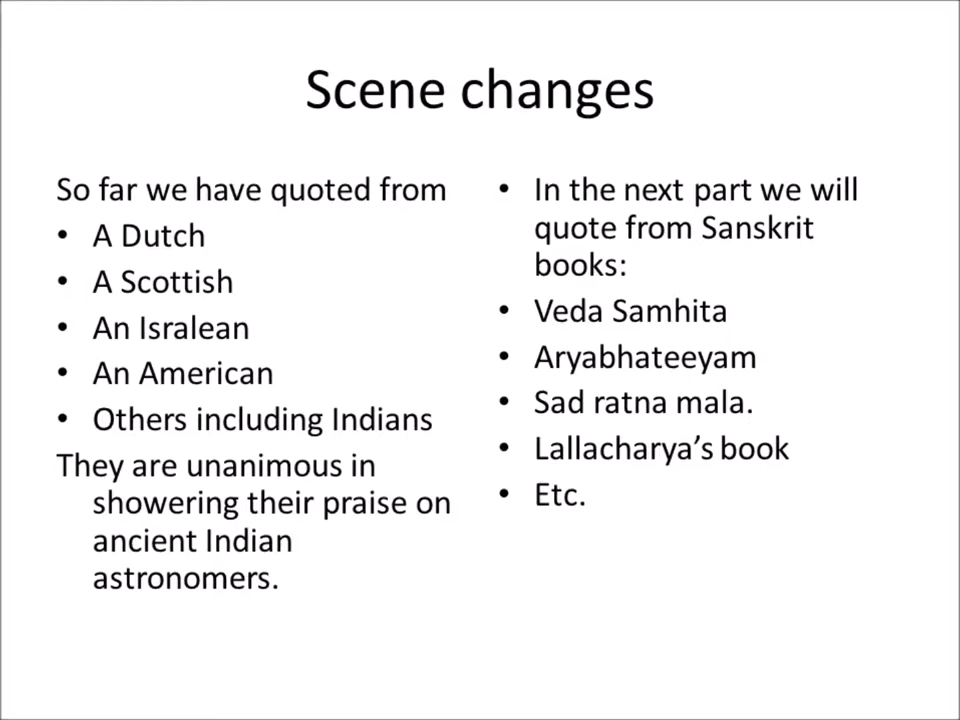 Scene changes
So far we have quoted from
• A Dutch
• A Scottish
• An Isralean
• An American
• Others including Indians
They are unanimous in
showering their praise on
ancient Indian
astronomers.
• In the next part we will
quote from Sanskrit
books:
• Veda Samhita
• Aryabhateeyam
• Sad ratna mala.
• Lallacharya’s book
• Etc.